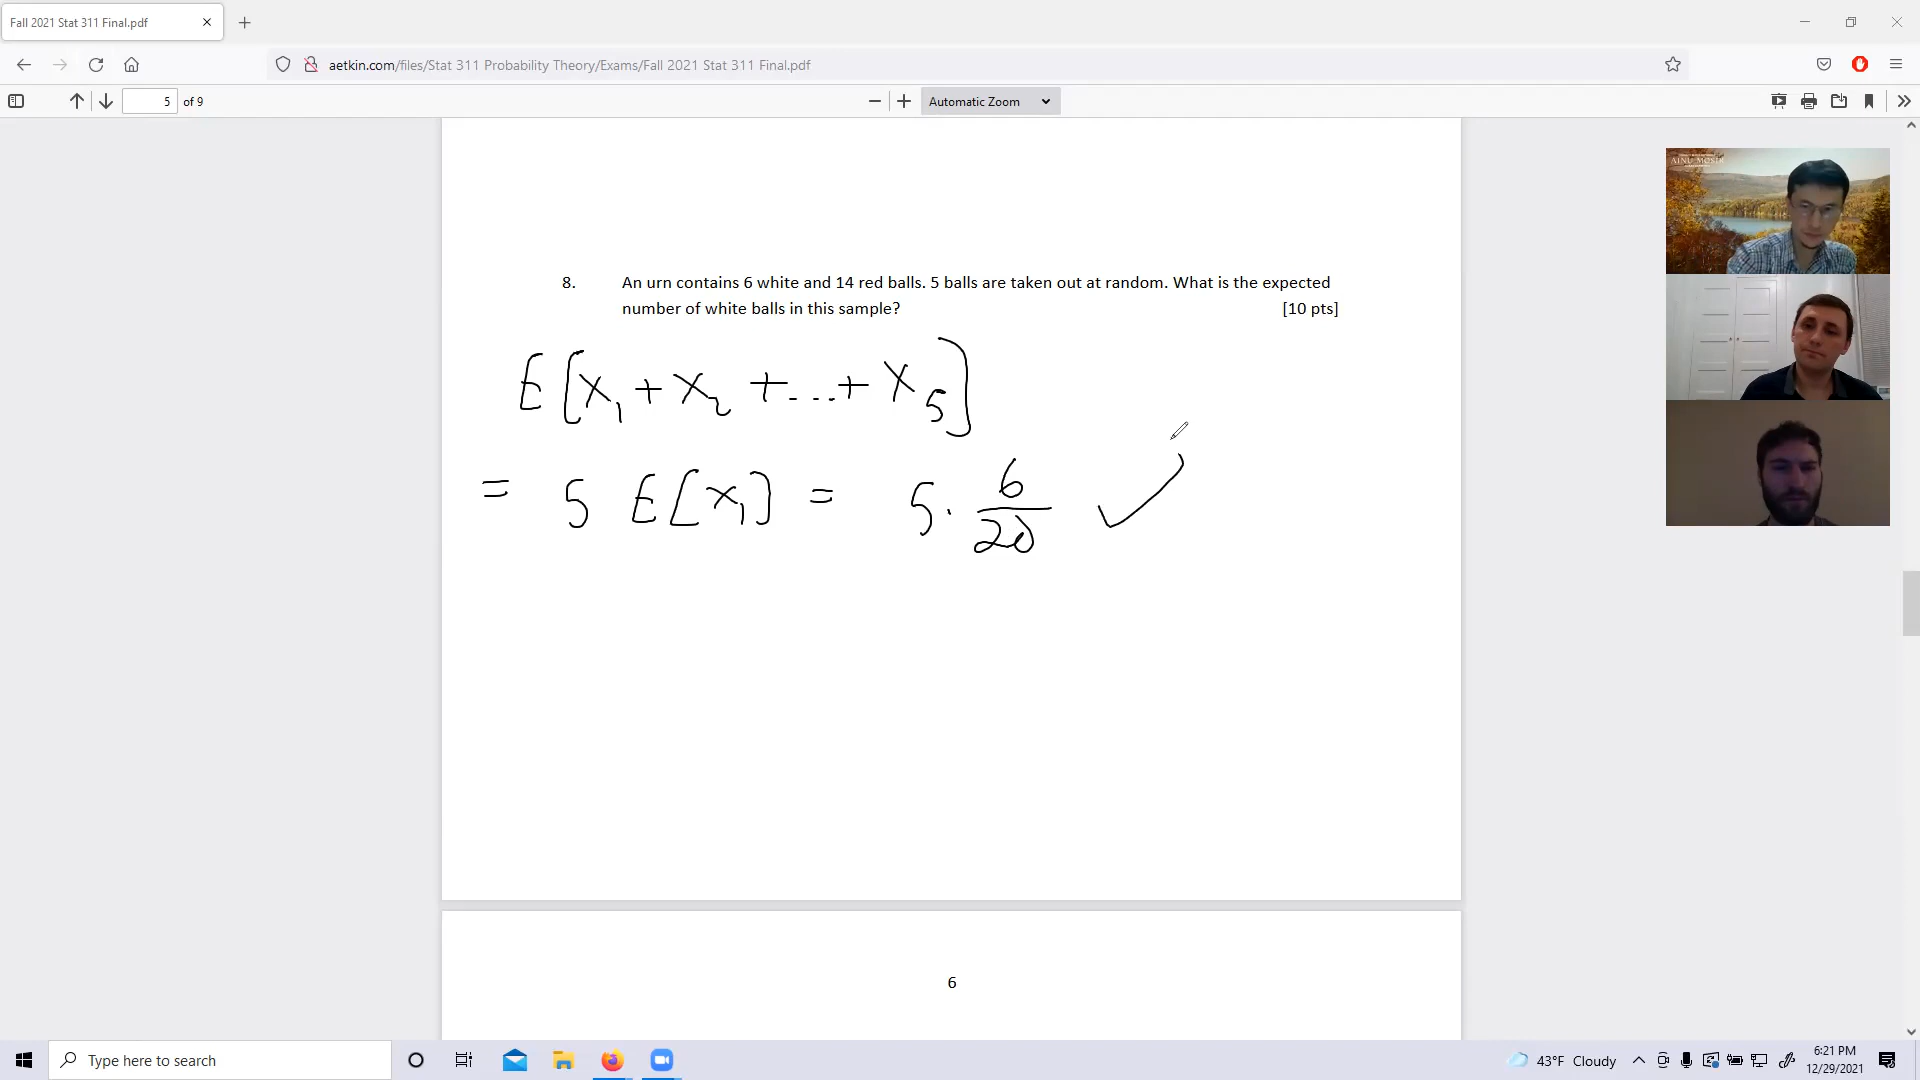 Fall 2021 Stat 311 Final.pdf
aetkin.com/files/Stat 311 Probability Theory/Exams/Fall 2021 Stat 311 Final.pdf
5 of 9
Automatic Zoom
8. An urn contains 6 white and 14 red balls. 5 balls are taken out at random. What is the expected
number of white balls in this sample? [10 pts]
E[X₁ + X₂ + ... + X₅]
= 5 E[X₁] = 5 · 6/20 ✓
6
Type here to search
43°F Cloudy
6:21 PM
12/29/2021